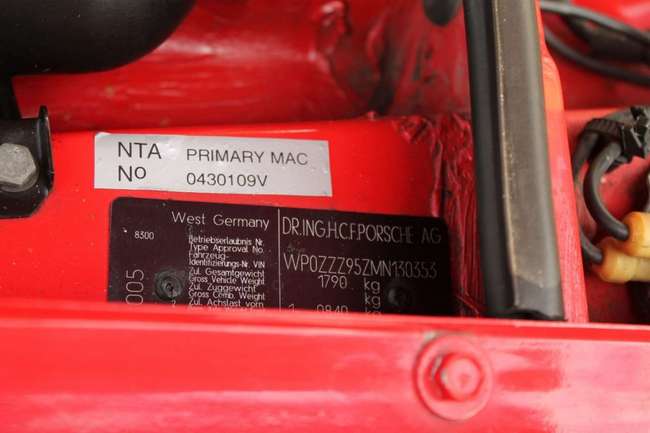 NTA PRIMARY MAC
No 0430109V
West Germany
DR.ING.H.C.F.PORSCHE AG
8300
Betriebserlaubnis Nr.
Type Approval No.
Fahrzeug-
Identifizierungs-Nr. VIN
WP0ZZZ95ZMN130353
Zul. Gesamtgewicht
Gross Vehicle Weight
1790 kg
Zul. Zuggewicht
Gross Comb. Weight
kg
Zul. Achslast vorn
0840
005